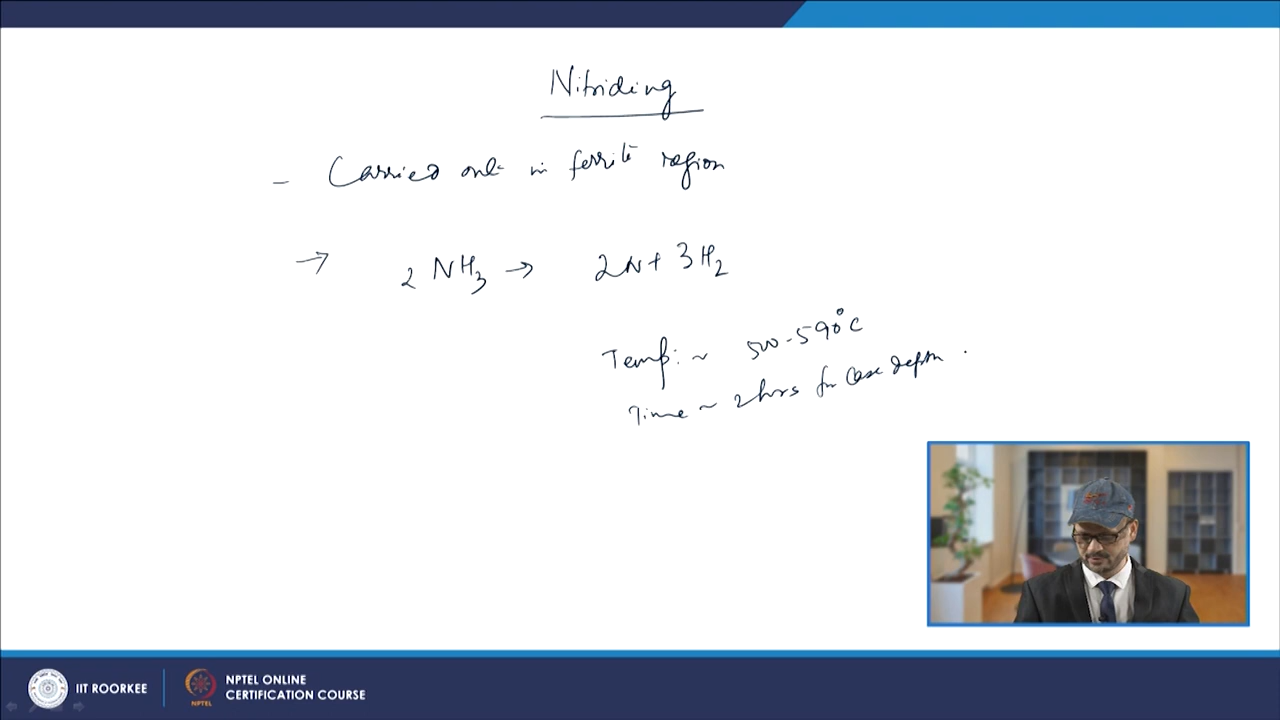 Nitriding
- Carried out in ferrite region
→ 2 NH3 → 2N + 3H2
Temp: ~ 500-590°C
Time ~ 2hrs for case depth .
IIT ROORKEE
NPTEL
NPTEL ONLINE
CERTIFICATION COURSE